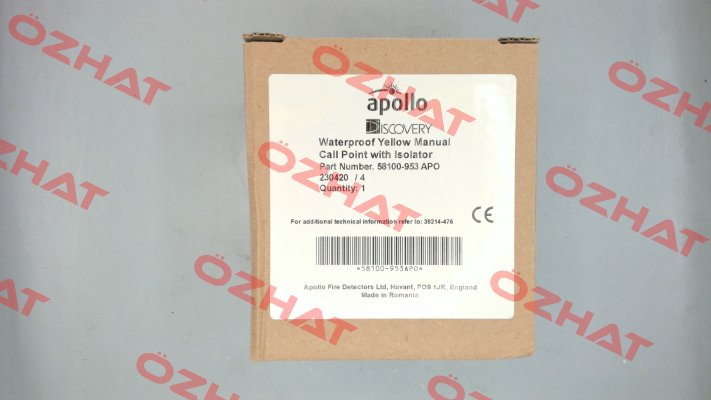 apollo
DISCOVERY
Waterproof Yellow Manual
Call Point with Isolator
Part Number. 58100-953 APO
230420 / 4
Quantity: 1
For additional technical information refer to: 39214-476
CE
*58100-953APO*
Apollo Fire Detectors Ltd, Havant, PO9 1JR, England
Made in Romania
ÖZHAT
ÖZHAT
ÖZHAT
ÖZHAT
ÖZHAT
ÖZHAT
ÖZHAT
ÖZHAT
ÖZHAT
ÖZHAT
ÖZHAT